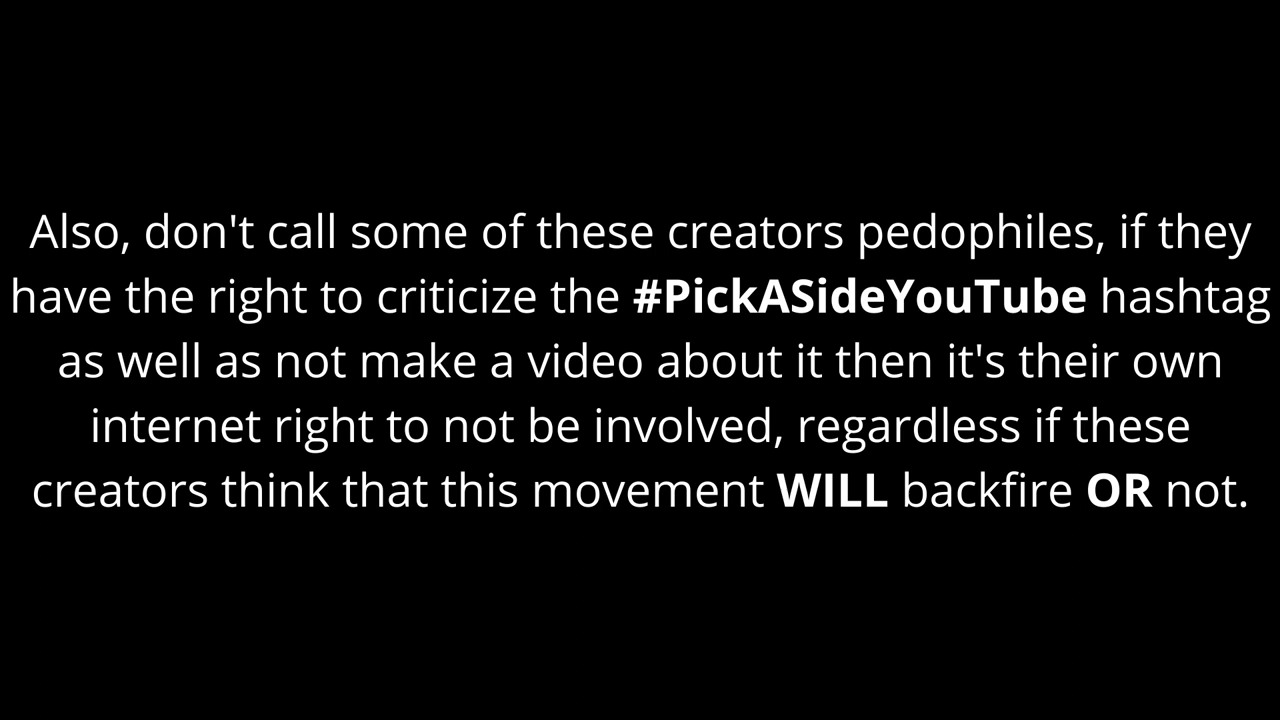 Also, don't call some of these creators pedophiles, if they
have the right to criticize the #PickASideYouTube hashtag
as well as not make a video about it then it's their own
internet right to not be involved, regardless if these
creators think that this movement WILL backfire OR not.